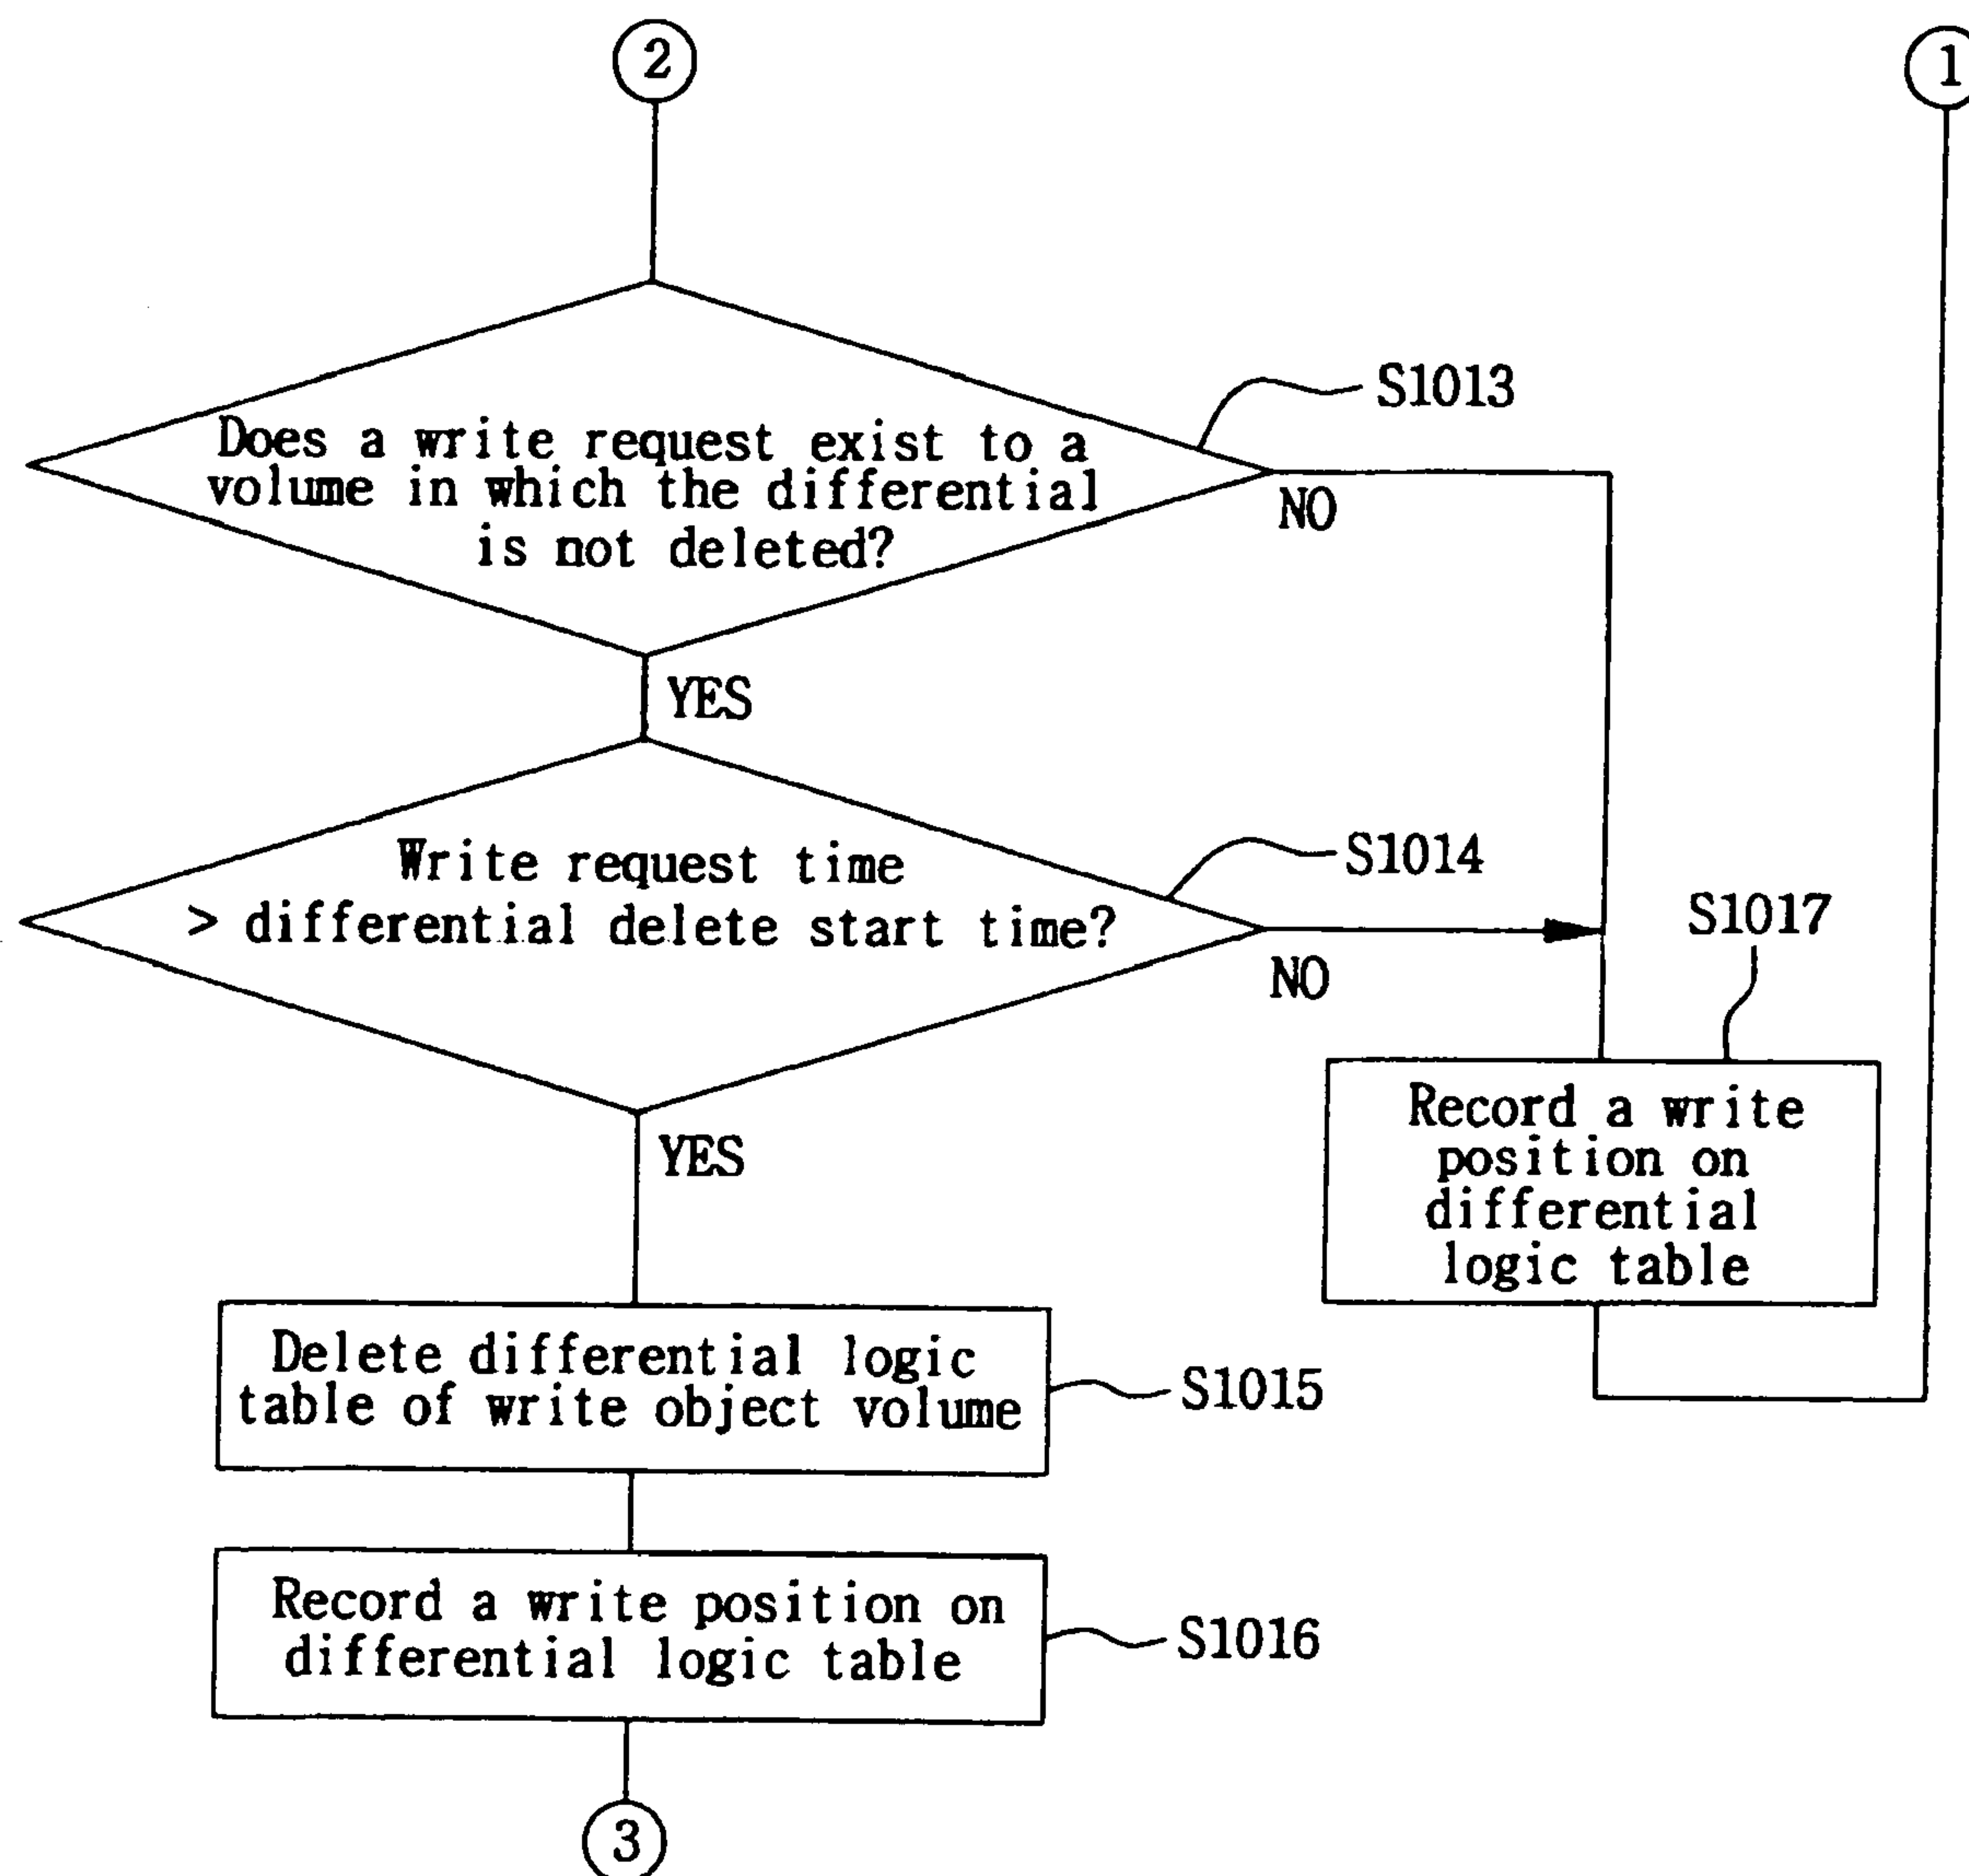 2
1
S1013
Does a write request exist to a
volume in which the differential
is not deleted?
NO
YES
S1014
Write request time
> differential delete start time?
NO
S1017
YES
Record a write
position on
differential
logic table
Delete differential logic
table of write object volume
S1015
Record a write position on
differential logic table
S1016
3